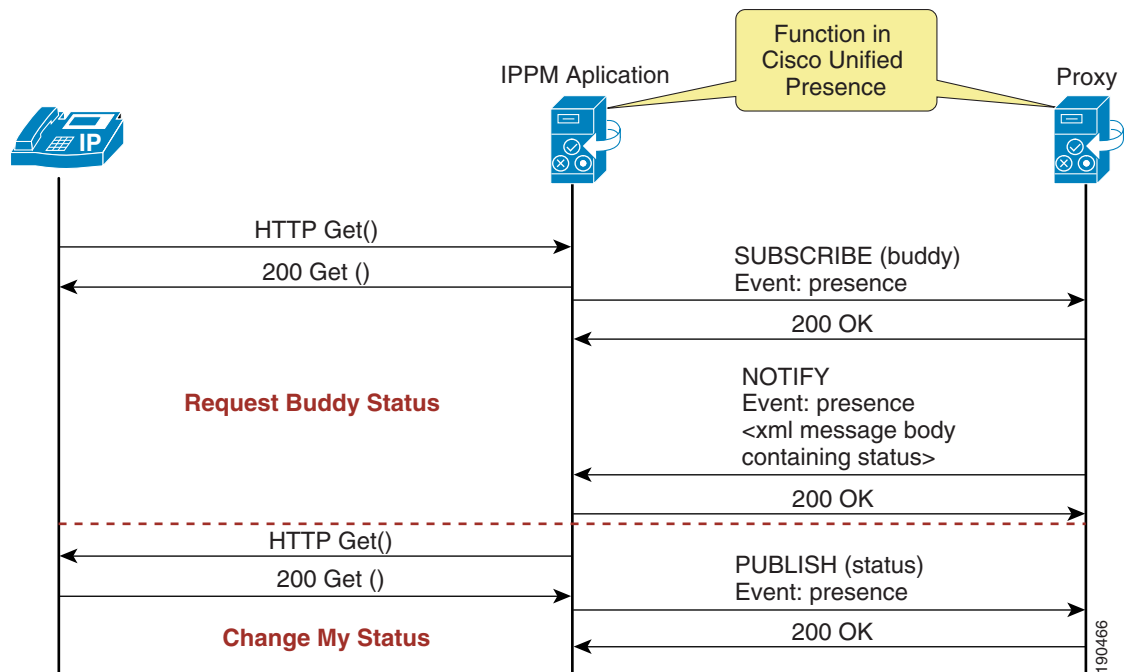 Function in
Cisco Unified
Presence
IPPM Aplication
Proxy
IP
HTTP Get()
200 Get ()
SUBSCRIBE (buddy)
Event: presence
200 OK
Request Buddy Status
NOTIFY
Event: presence
<xml message body
containing status>
200 OK
HTTP Get()
200 Get ()
PUBLISH (status)
Event: presence
Change My Status
200 OK
190466